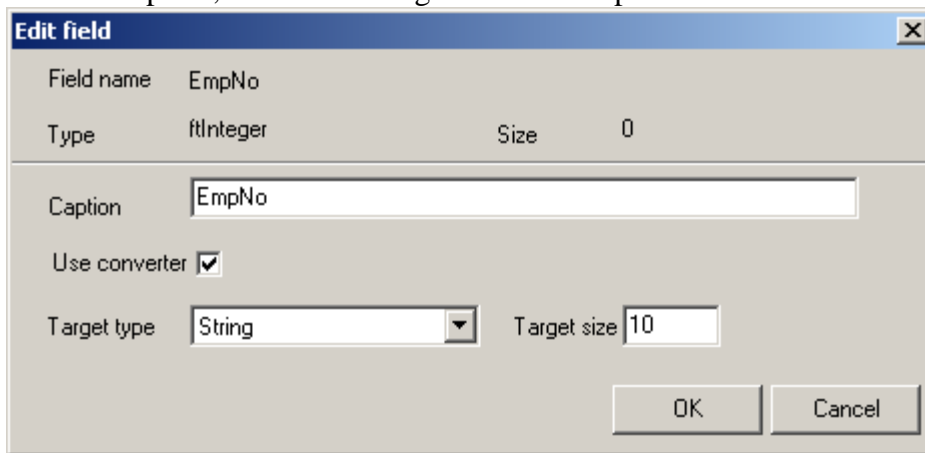 Edit field
Field name EmpNo
Type ftInteger Size 0
Caption EmpNo
Use converter
Target type String Target size 10
OK Cancel